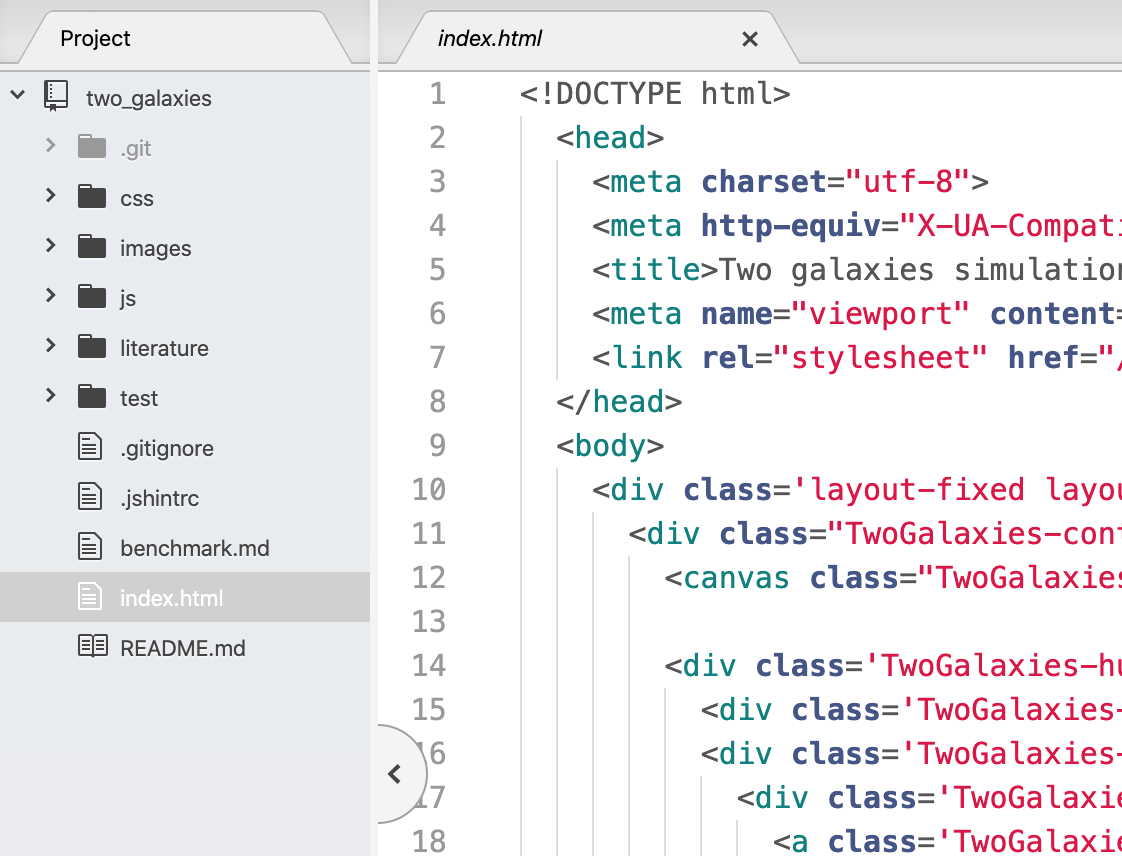 Project
two_galaxies
.git
css
images
js
literature
test
.gitignore
.jshintrc
benchmark.md
index.html
README.md
index.html
1 <!DOCTYPE html>
2 <head>
3 <meta charset="utf-8">
4 <meta http-equiv="X-UA-Compati
5 <title>Two galaxies simulation
6 <meta name="viewport" content=
7 <link rel="stylesheet" href="/
8 </head>
9 <body>
10 <div class='layout-fixed layou
11 <div class="TwoGalaxies-cont
12 <canvas class="TwoGalaxies
13
14 <div class='TwoGalaxies-hu
15 <div class='TwoGalaxies-
16 <div class='TwoGalaxies-
17 <div class='TwoGalaxie
18 <a class='TwoGalaxie